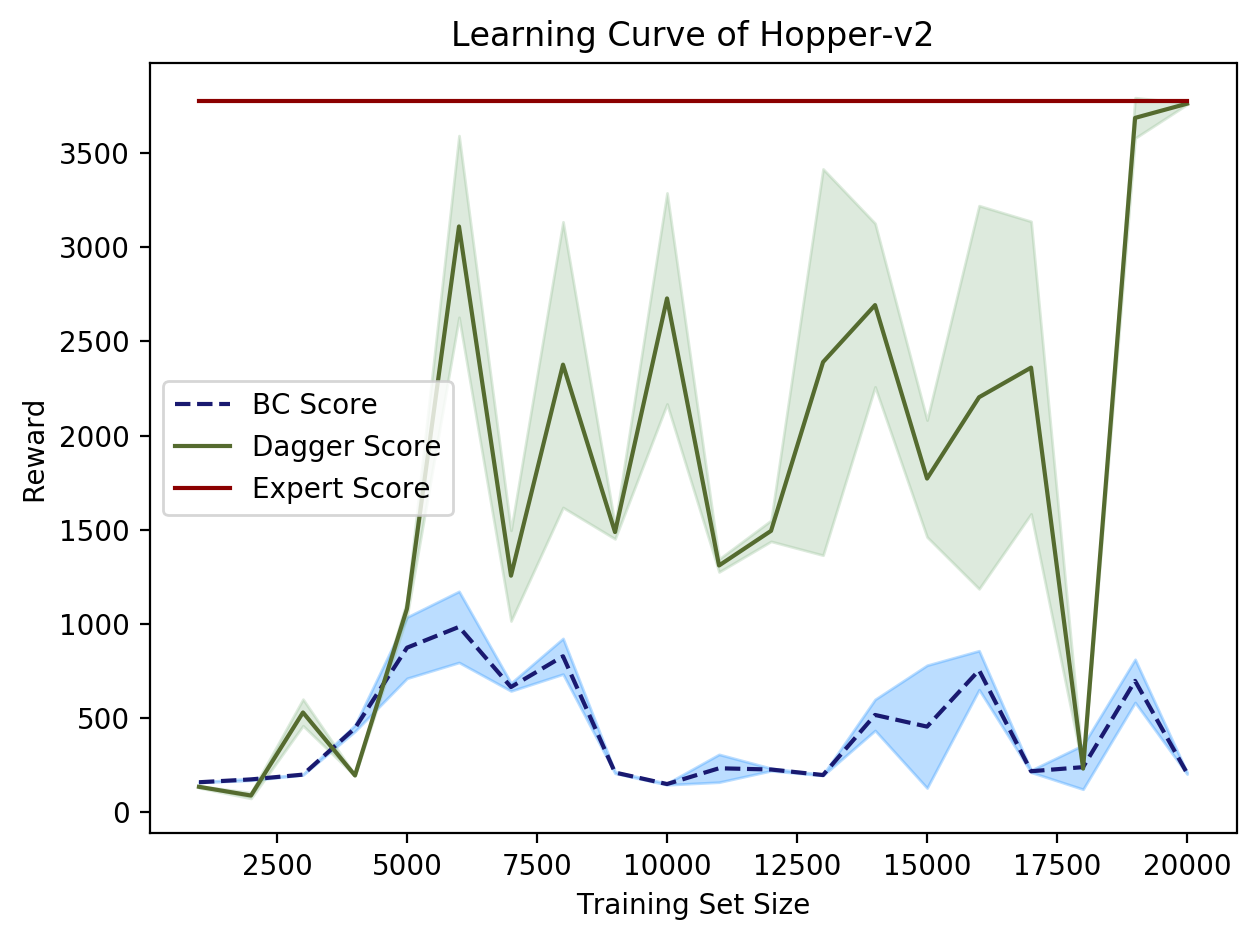 Learning Curve of Hopper-v2
3500
3000
2500
2000
1500
1000
500
0
Reward
BC Score
Dagger Score
Expert Score
2500 5000 7500 10000 12500 15000 17500 20000
Training Set Size